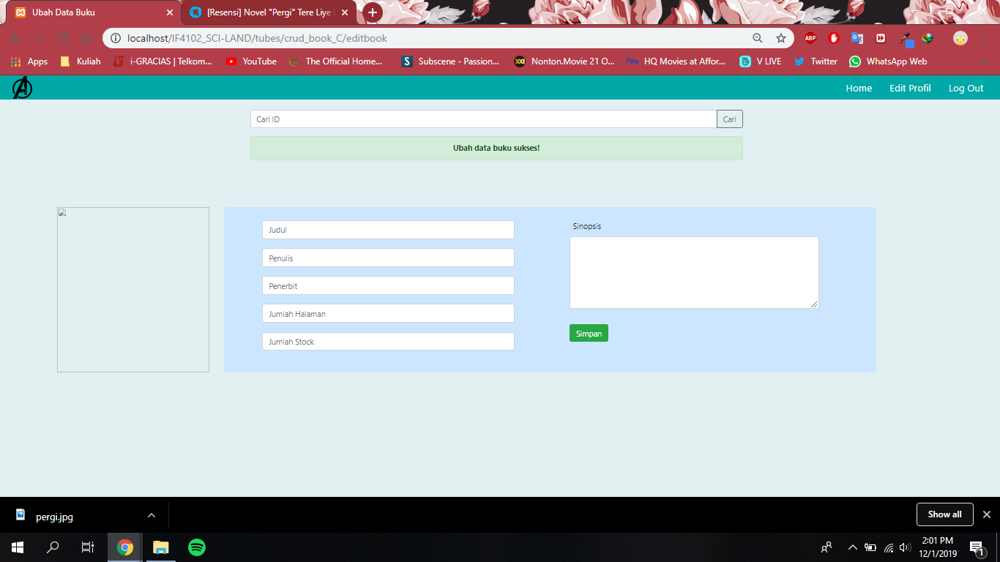 Ubah Data Buku
[Resensi] Novel "Pergi" Tere Liye
localhost/IF4102_SCI-LAND/tubes/crud_book_C/editbook
ABP
Apps Kuliah i-GRACIAS | Telkom... YouTube The Official Home... Subscene - Passion... Nonton.Movie 21 O... HQ Movies at Affor... V LIVE Twitter WhatsApp Web
Home Edit Profil Log Out
Cari ID Cari
Ubah data buku sukses!
Judul
Penulis
Penerbit
Jumlah Halaman
Jumlah Stock
Sinopsis
Simpan
pergi.jpg
Show all
2:01 PM
12/1/2019
1